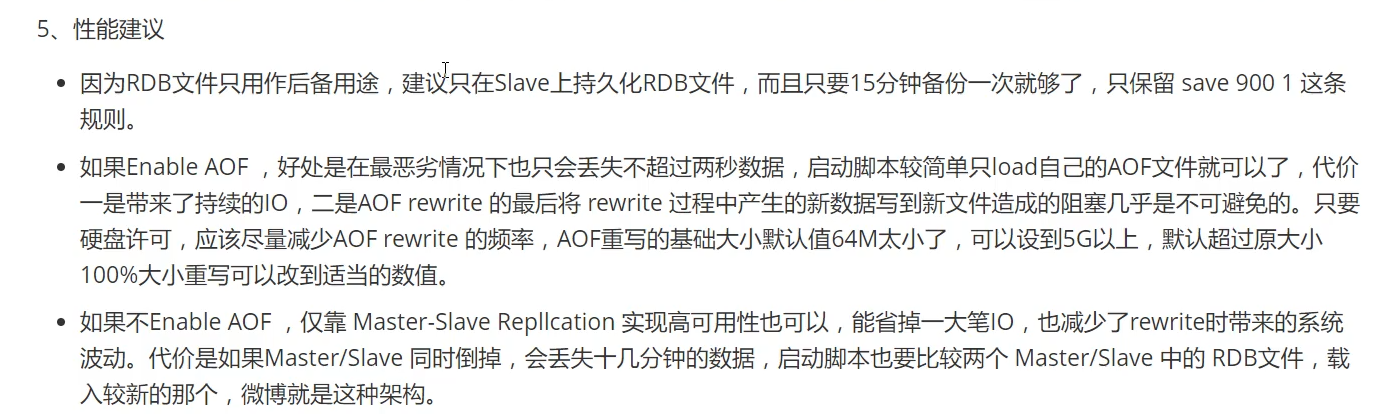 5、性能建议
因为RDB文件只用作后备用途，建议只在Slave上持久化RDB文件，而且只要15分钟备份一次就够了，只保留 save 900 1 这条
规则。
如果Enable AOF ，好处是在最恶劣情况下也只会丢失不超过两秒数据，启动脚本较简单只load自己的AOF文件就可以了，代价
一是带来了持续的IO，二是AOF rewrite 的最后将 rewrite 过程中产生的新数据写到新文件造成的阻塞几乎是不可避免的。只要
硬盘许可，应该尽量减少AOF rewrite 的频率，AOF重写的基础大小默认值64M太小了，可以设到5G以上，默认超过原大小
100%大小重写可以改到适当的数值。
如果不Enable AOF ，仅靠 Master-Slave Repllcation 实现高可用性也可以，能省掉一大笔IO，也减少了rewrite时带来的系统
波动。代价是如果Master/Slave 同时倒掉，会丢失十几分钟的数据，启动脚本也要比较两个 Master/Slave 中的 RDB文件，载
入较新的那个，微博就是这种架构。